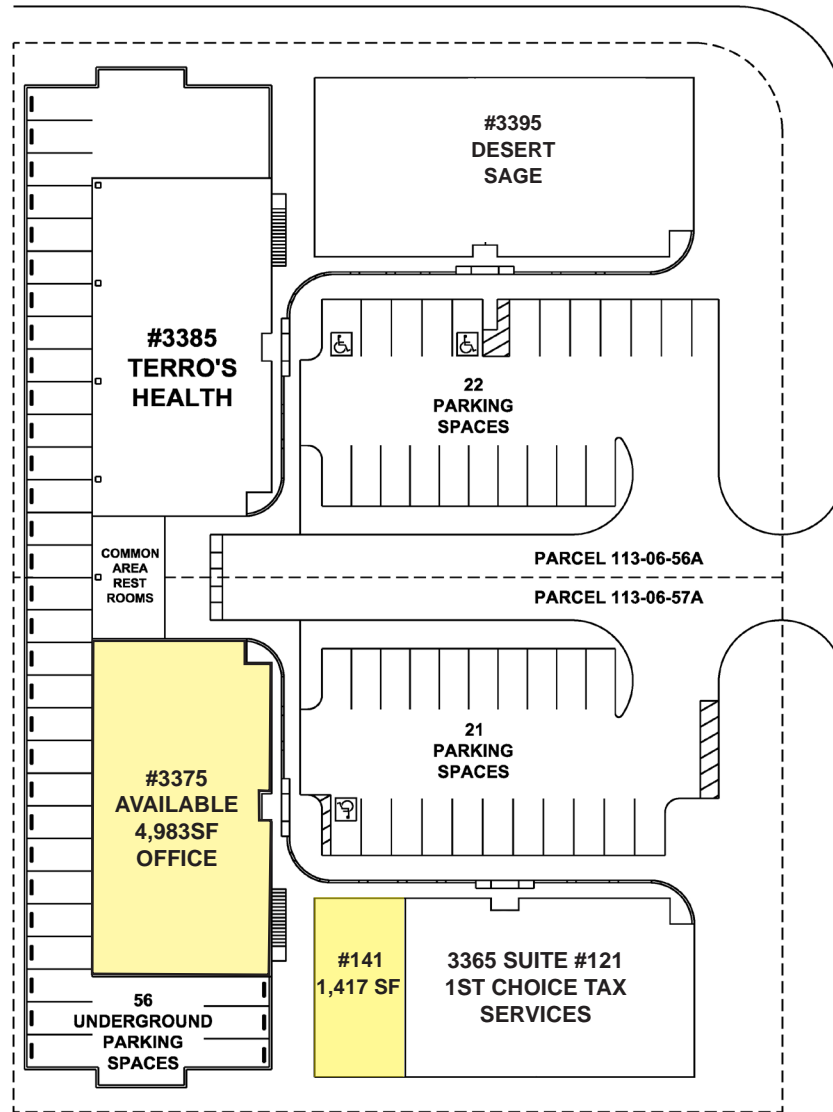 #3395
DESERT
SAGE
#3385
TERRO'S
HEALTH
22
PARKING
SPACES
COMMON
AREA
REST
ROOMS
PARCEL 113-06-56A
PARCEL 113-06-57A
21
PARKING
SPACES
#3375
AVAILABLE
4,983SF
OFFICE
#141
1,417 SF
3365 SUITE #121
1ST CHOICE TAX
SERVICES
56
UNDERGROUND
PARKING
SPACES